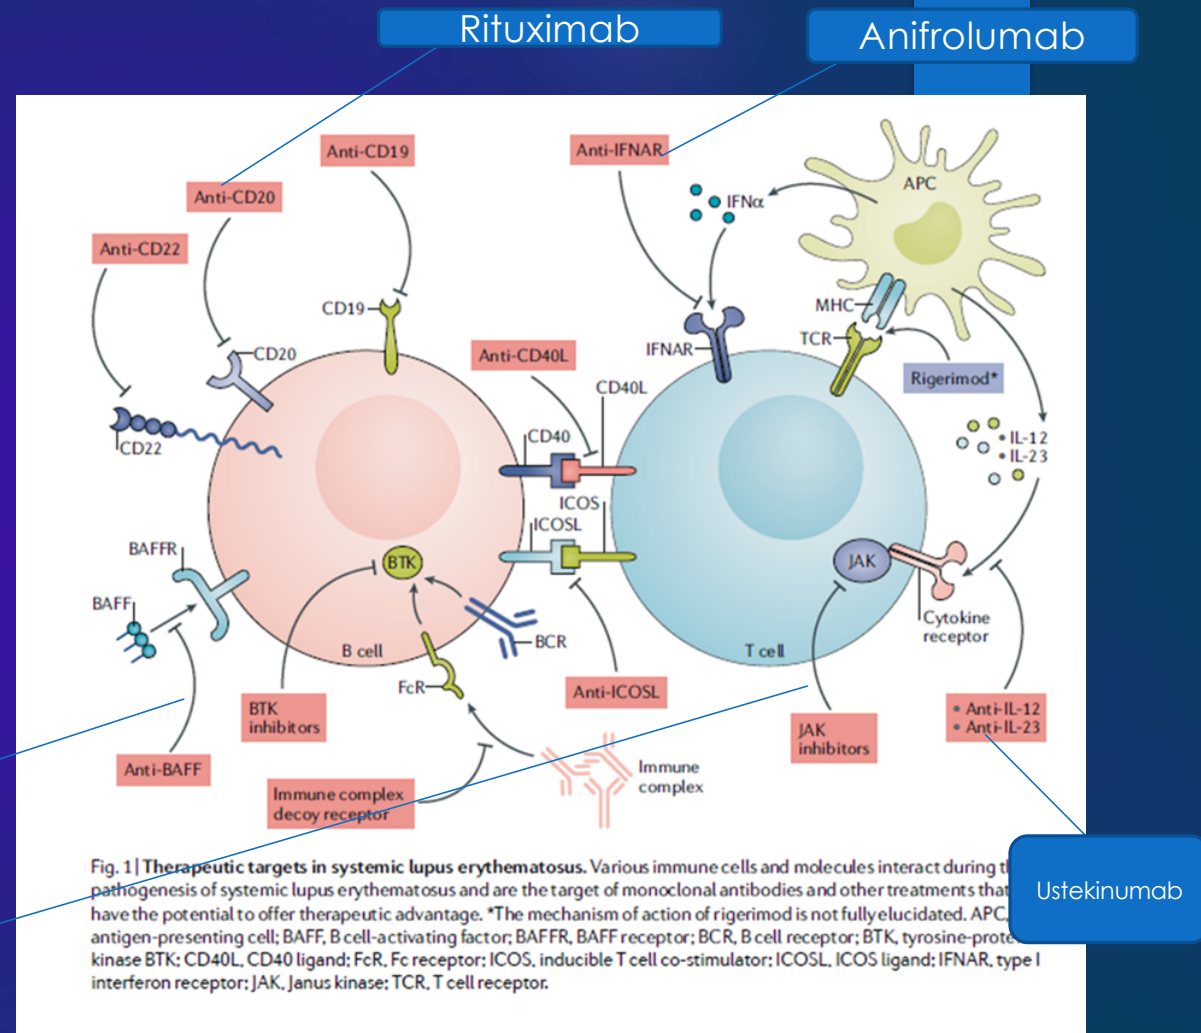 Rituximab
Anifrolumab
Anti-CD19
Anti-IFNAR
APC
Anti-CD20
IFNα
Anti-CD22
MHC
CD19
TCR
IFNAR
CD20
Anti-CD40L
Rigerimod*
CD40L
CD22
CD40
• IL-12
• IL-23
ICOS
ICOSL
BAFFR
BTK
JAK
BAFF
Cytokine
receptor
BCR
B cell
T cell
FcR
Anti-ICOSL
BTK
inhibitors
• Anti-IL-12
• Anti-IL-23
JAK
inhibitors
Anti-BAFF
Immune
complex
Immune complex
decoy receptor
Fig. 1 | Therapeutic targets in systemic lupus erythematosus. Various immune cells and molecules interact during
pathogenesis of systemic lupus erythematosus and are the target of monoclonal antibodies and other treatments that
have the potential to offer therapeutic advantage. *The mechanism of action of rigerimod is not fully elucidated. APC,
antigen-presenting cell; BAFF, B cell-activating factor; BAFFR, BAFF receptor; BCR, B cell receptor; BTK, tyrosine-prote
kinase BTK; CD40L, CD40 ligand; FcR, Fc receptor; ICOS, inducible T cell co-stimulator; ICOSL, ICOS ligand; IFNAR, type I
interferon receptor; JAK, Janus kinase; TCR, T cell receptor.
Ustekinumab